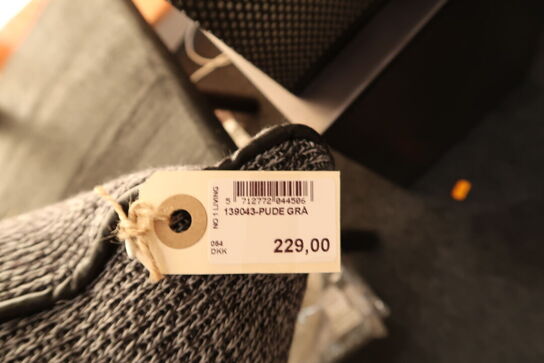 NO 1 LIVING
5 712772 044506
139043-PUDE GRÅ
084
DKK
229,00